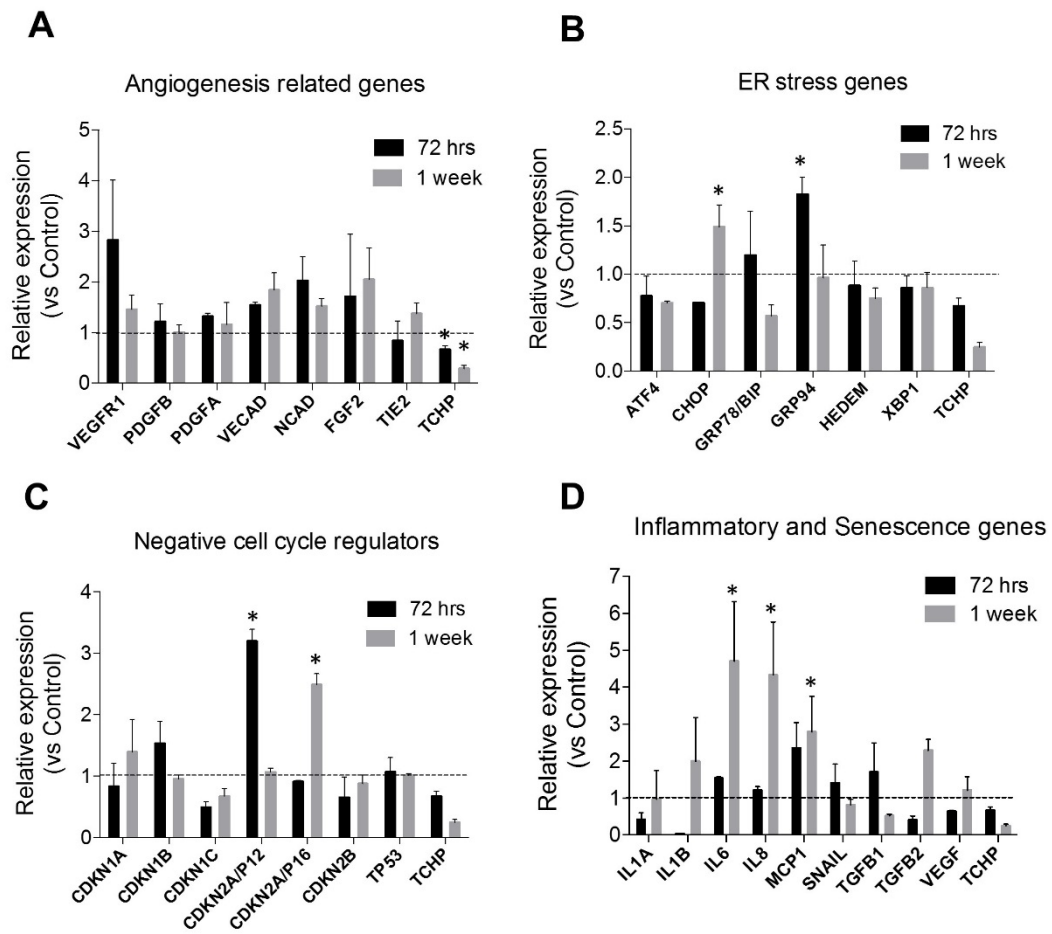 A
Angiogenesis related genes
Relative expression
(vs Control)
5
4
3
2
1
0
72 hrs
1 week
* *
VEGFR1
PDGFB
PDGFA
VECAD
NCAD
FGF2
TIE2
TCHP
B
ER stress genes
Relative expression
(vs Control)
2.5
2.0
1.5
1.0
0.5
0.0
72 hrs
1 week
* *
ATF4
CHOP
GRP78/BIP
GRP94
HEDEM
XBP1
TCHP
C
Negative cell cycle regulators
Relative expression
(vs Control)
4
3
2
1
0
72 hrs
1 week
* *
CDKN1A
CDKN1B
CDKN1C
CDKN2A/P12
CDKN2A/P16
CDKN2B
TP53
TCHP
D
Inflammatory and Senescence genes
Relative expression
(vs Control)
7
6
5
4
3
2
1
0
72 hrs
1 week
* * *
IL1A
IL1B
IL6
IL8
MCP1
SNAIL
TGFB1
TGFB2
VEGF
TCHP